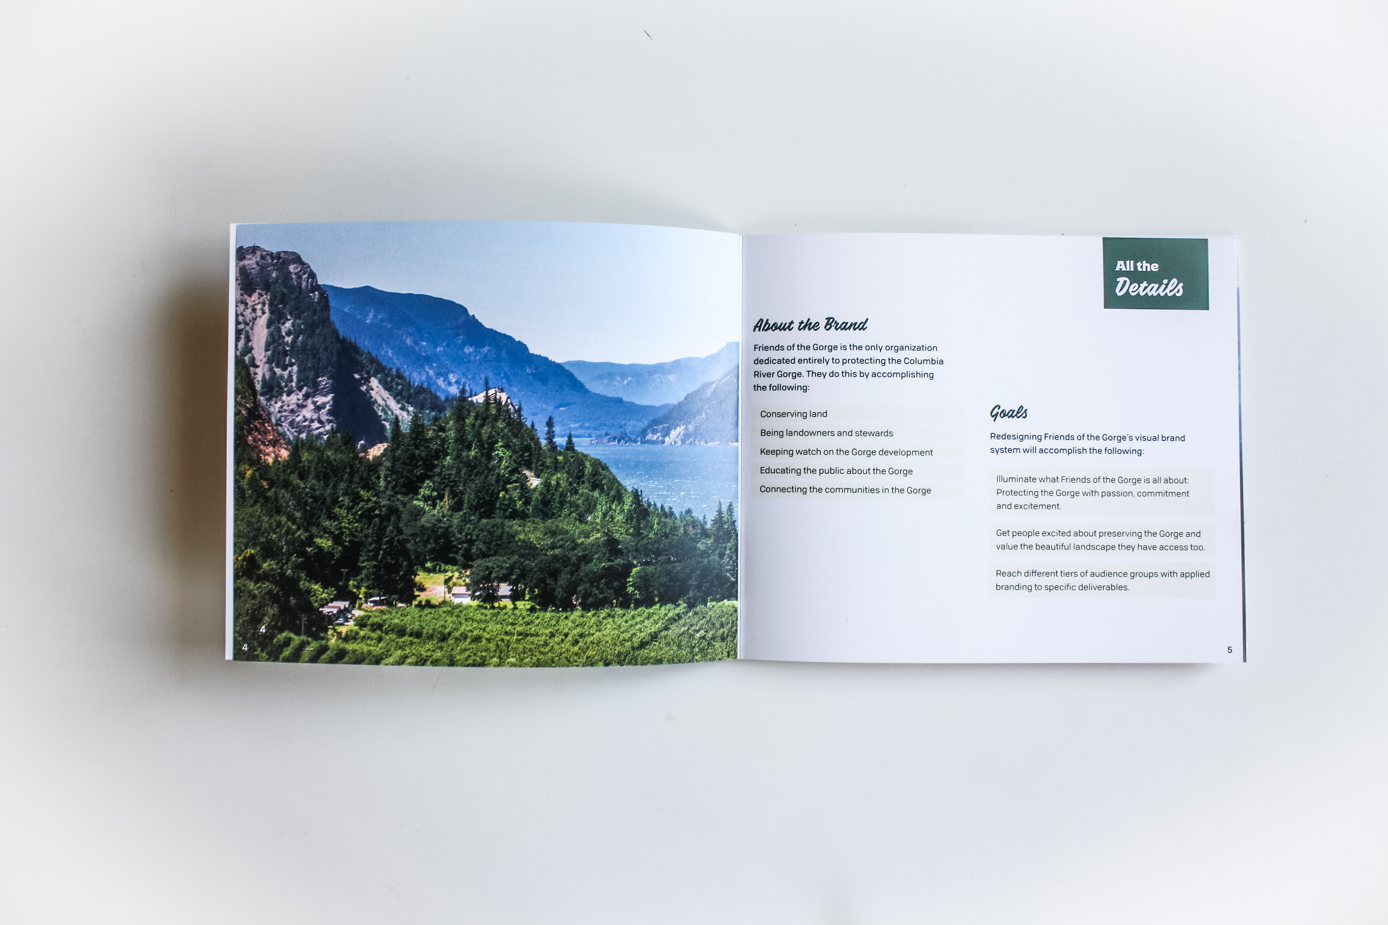 4
4
All the
Details
About the Brand
Friends of the Gorge is the only organization
dedicated entirely to protecting the Columbia
River Gorge. They do this by accomplishing
the following:
Conserving land
Being landowners and stewards
Keeping watch on the Gorge development
Educating the public about the Gorge
Connecting the communities in the Gorge
Goals
Redesigning Friends of the Gorge's visual brand
system will accomplish the following:
Illuminate what Friends of the Gorge is all about:
Protecting the Gorge with passion, commitment
and excitement.
Get people excited about preserving the Gorge and
value the beautiful landscape they have access too.
Reach different tiers of audience groups with applied
branding to specific deliverables.
5